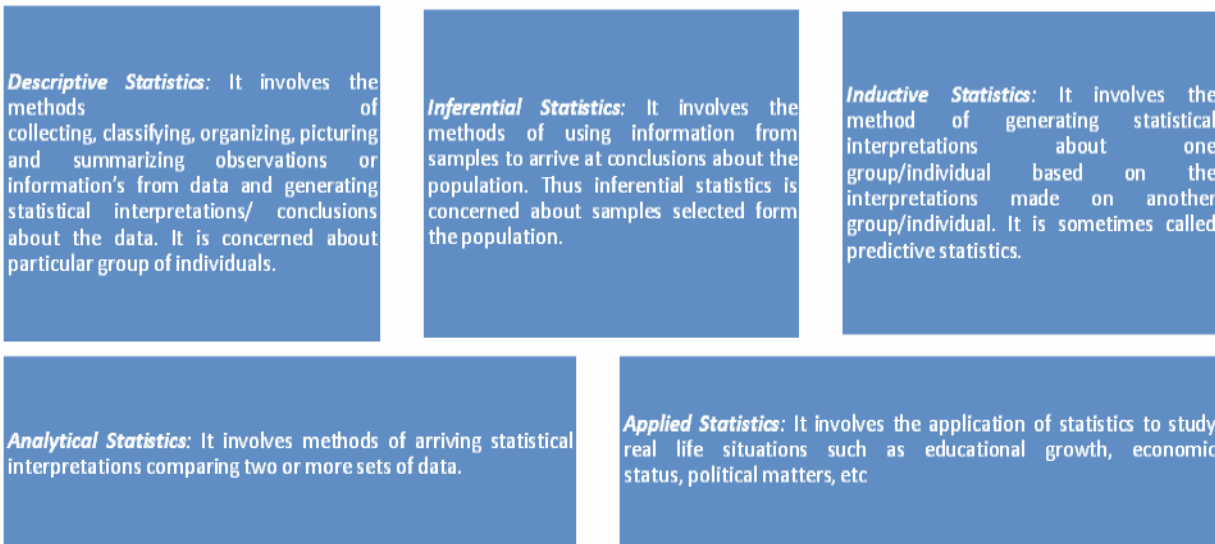 Descriptive Statistics: It involves the
methods of
collecting, classifying, organizing, picturing
and summarizing observations or
information's from data and generating
statistical interpretations/ conclusions
about the data. It is concerned about
particular group of individuals.
Inferential Statistics: It involves the
methods of using information from
samples to arrive at conclusions about the
population. Thus inferential statistics is
concerned about samples selected form
the population.
Inductive Statistics: It involves the
method of generating statistical
interpretations about one
group/individual based on the
interpretations made on another
group/individual. It is sometimes called
predictive statistics.
Analytical Statistics: It involves methods of arriving statistical
interpretations comparing two or more sets of data.
Applied Statistics: It involves the application of statistics to study
real life situations such as educational growth, economic
status, political matters, etc